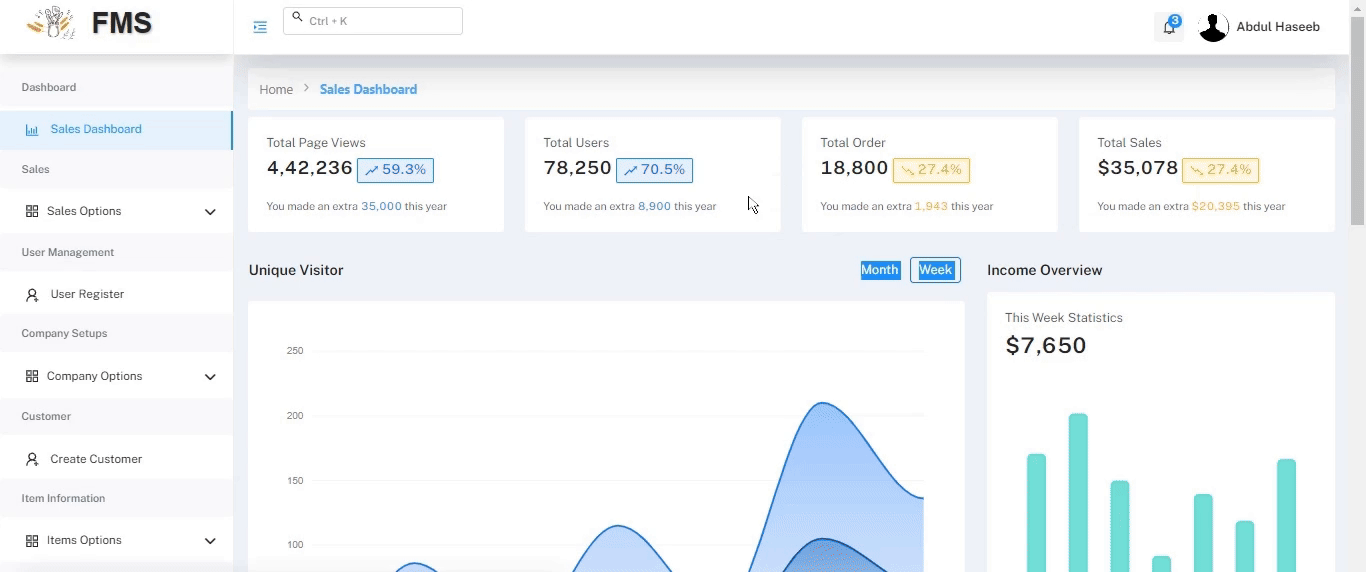 FMS
Ctrl + K
3
Abdul Haseeb
Dashboard
Sales Dashboard
Sales
Sales Options
User Management
User Register
Company Setups
Company Options
Customer
Create Customer
Item Information
Items Options
Home > Sales Dashboard
Total Page Views
4,42,236 59.3%
You made an extra 35,000 this year
Total Users
78,250 70.5%
You made an extra 8,900 this year
Total Order
18,800 27.4%
You made an extra 1,943 this year
Total Sales
$35,078 27.4%
You made an extra $20,395 this year
Unique Visitor
Month Week
250
200
150
100
Income Overview
This Week Statistics
$7,650